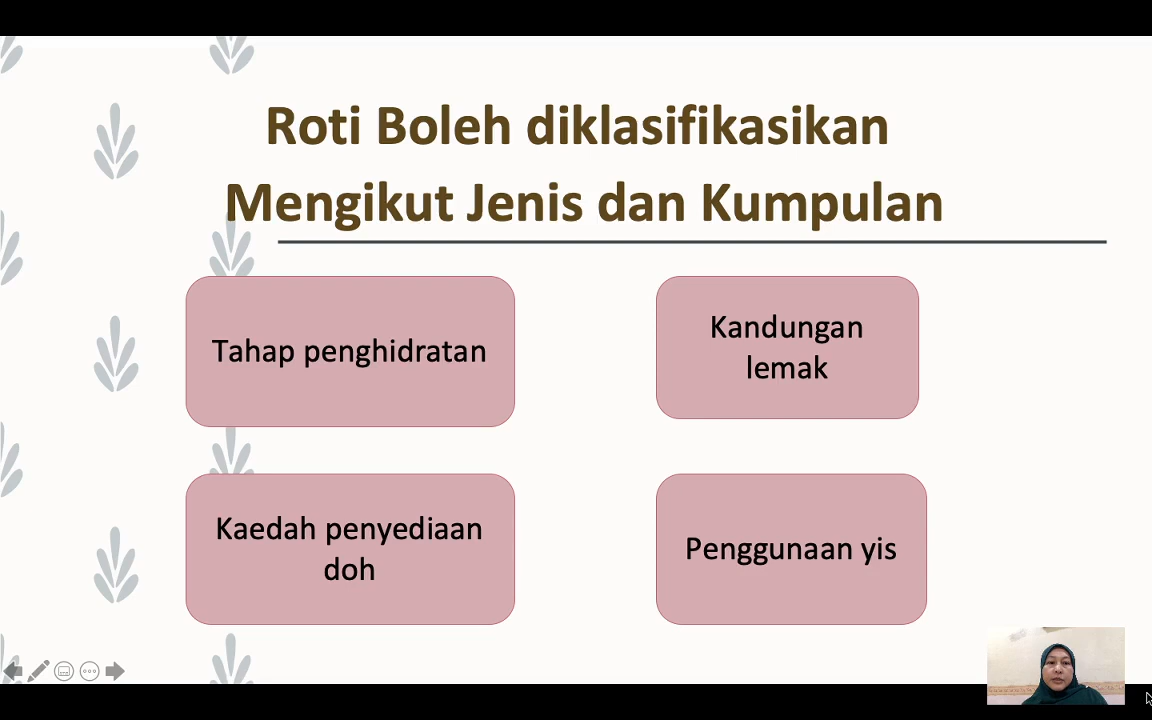 Roti Boleh diklasifikasikan
Mengikut Jenis dan Kumpulan
Tahap penghidratan
Kandungan
lemak
Kaedah penyediaan
doh
Penggunaan yis